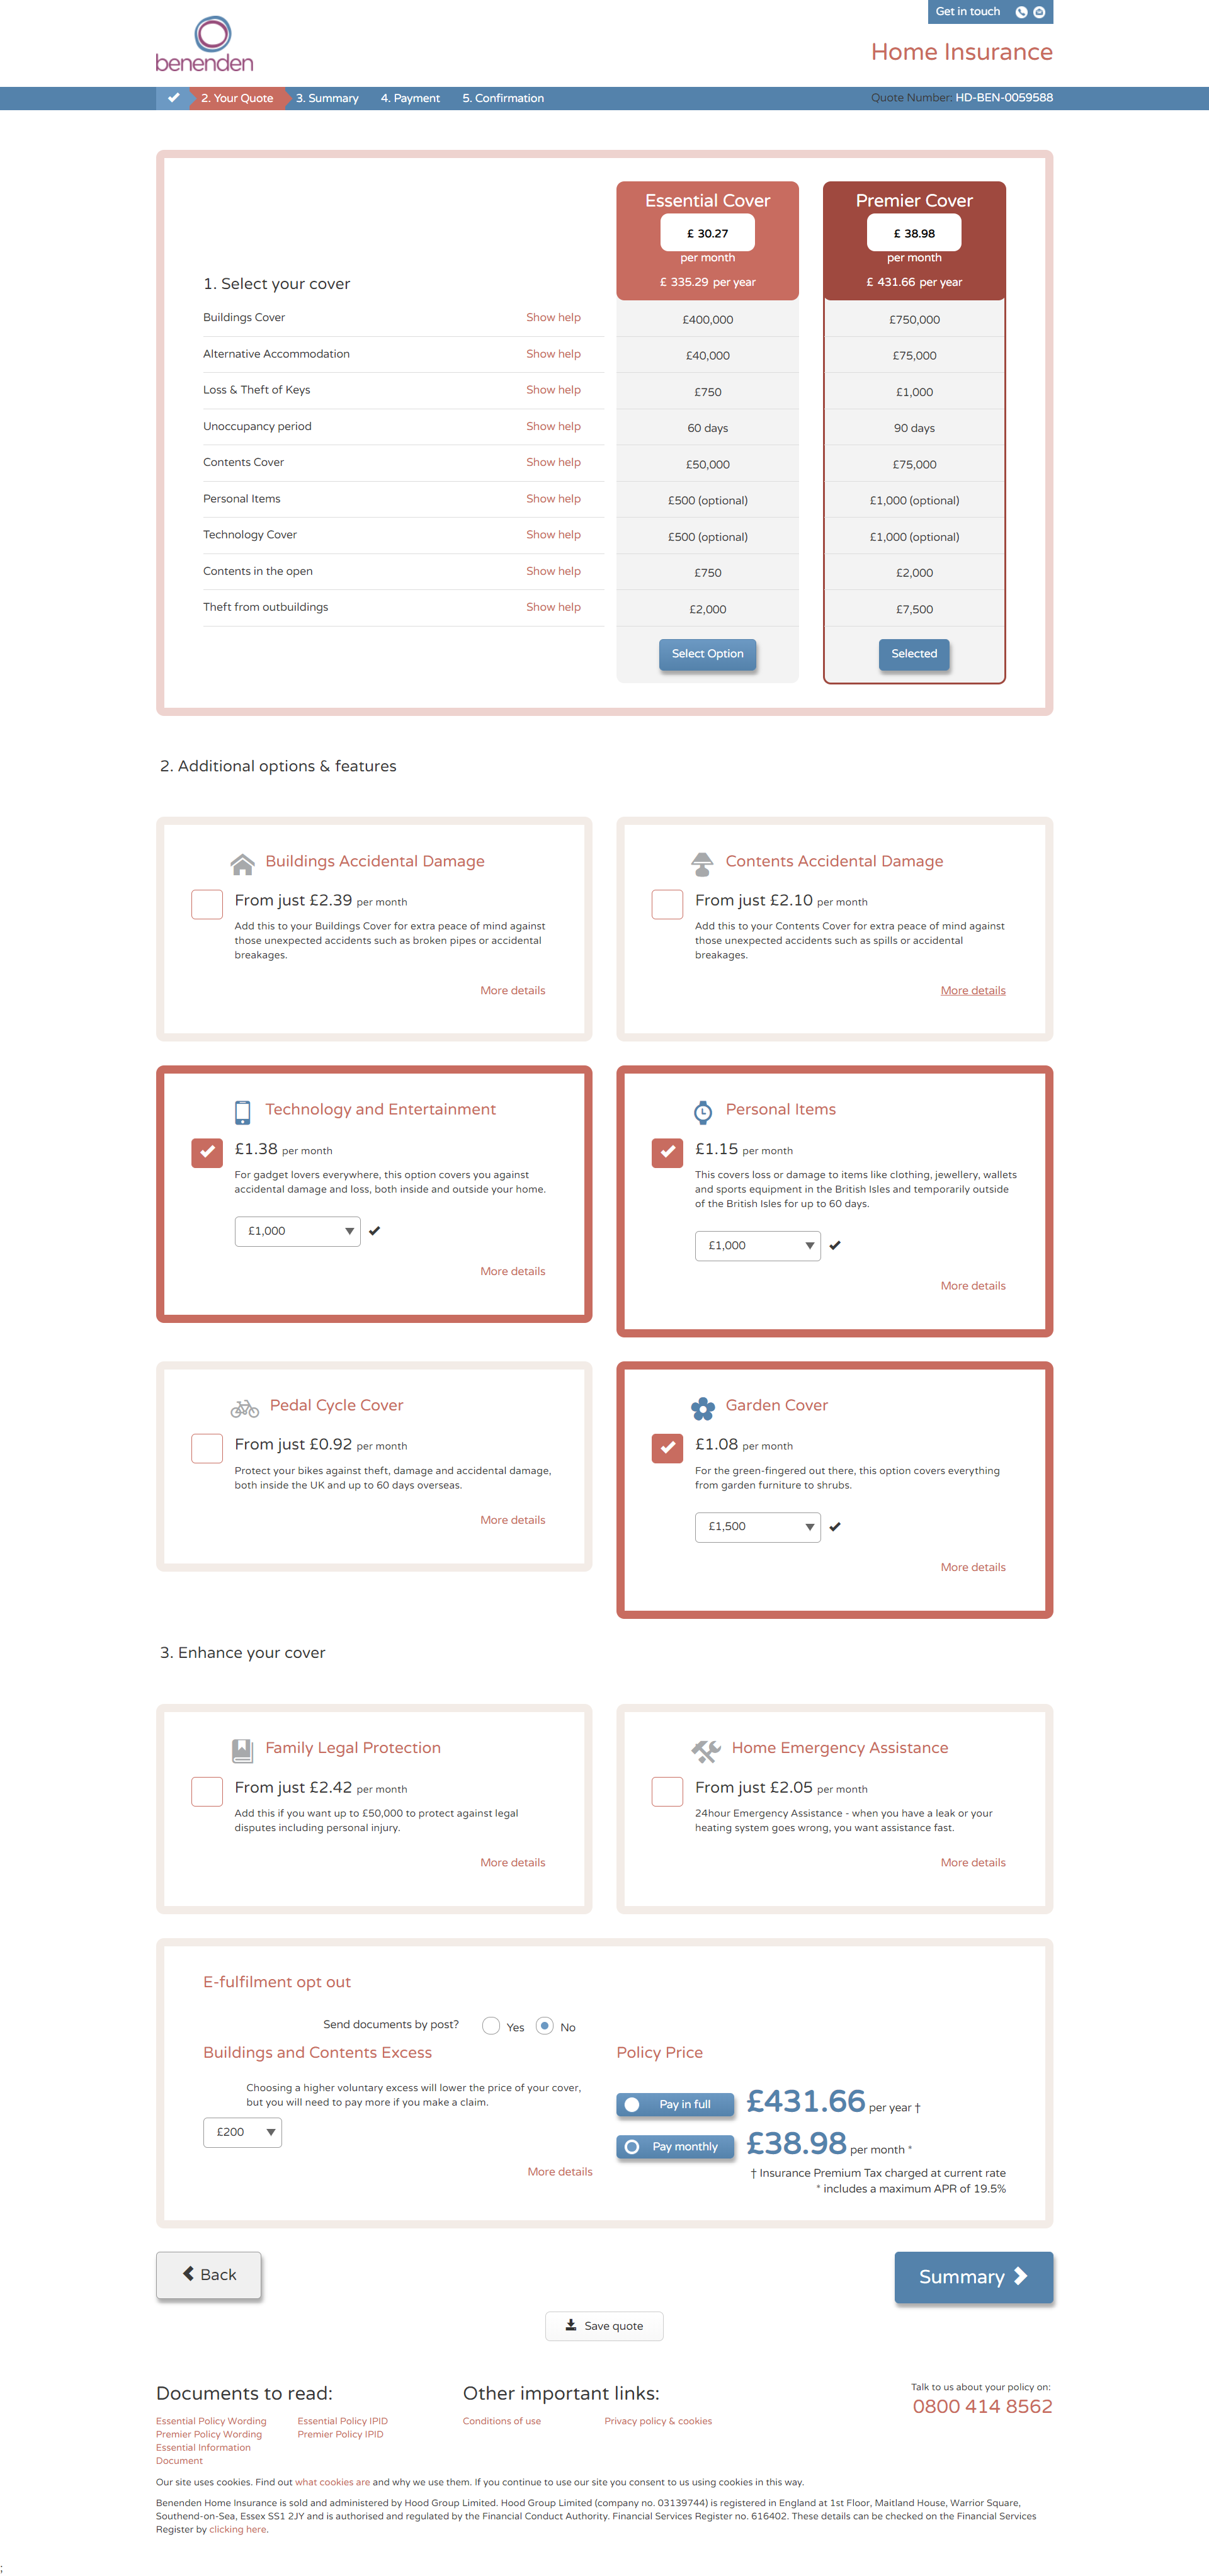 Get in touch
benenden
Home Insurance
2. Your Quote 3. Summary 4. Payment 5. Confirmation Quote Number: HD-BEN-0059588
Essential Cover Premier Cover
£ 30.27 £ 38.98
per month per month
£ 335.29 per year £ 431.66 per year
1. Select your cover
Buildings Cover Show help £400,000 £750,000
Alternative Accommodation Show help £40,000 £75,000
Loss & Theft of Keys Show help £750 £1,000
Unoccupancy period Show help 60 days 90 days
Contents Cover Show help £50,000 £75,000
Personal Items Show help £500 (optional) £1,000 (optional)
Technology Cover Show help £500 (optional) £1,000 (optional)
Contents in the open Show help £750 £2,000
Theft from outbuildings Show help £2,000 £7,500
Select Option Selected
2. Additional options & features
Buildings Accidental Damage
From just £2.39 per month
Add this to your Buildings Cover for extra peace of mind against
those unexpected accidents such as broken pipes or accidental
breakages.
More details
Contents Accidental Damage
From just £2.10 per month
Add this to your Contents Cover for extra peace of mind against
those unexpected accidents such as spills or accidental
breakages.
More details
Technology and Entertainment
£1.38 per month
For gadget lovers everywhere, this option covers you against
accidental damage and loss, both inside and outside your home.
£1,000
More details
Personal Items
£1.15 per month
This covers loss or damage to items like clothing, jewellery, wallets
and sports equipment in the British Isles and temporarily outside
of the British Isles for up to 60 days.
£1,000
More details
Pedal Cycle Cover
From just £0.92 per month
Protect your bikes against theft, damage and accidental damage,
both inside the UK and up to 60 days overseas.
More details
Garden Cover
£1.08 per month
For the green-fingered out there, this option covers everything
from garden furniture to shrubs.
£1,500
More details
3. Enhance your cover
Family Legal Protection
From just £2.42 per month
Add this if you want up to £50,000 to protect against legal
disputes including personal injury.
More details
Home Emergency Assistance
From just £2.05 per month
24hour Emergency Assistance - when you have a leak or your
heating system goes wrong, you want assistance fast.
More details
E-fulfilment opt out
Send documents by post? Yes No
Buildings and Contents Excess
Choosing a higher voluntary excess will lower the price of your cover,
but you will need to pay more if you make a claim.
£200
More details
Policy Price
Pay in full £431.66 per year †
Pay monthly £38.98 per month *
† Insurance Premium Tax charged at current rate
* includes a maximum APR of 19.5%
Back
Summary
Save quote
Documents to read:
Essential Policy Wording Essential Policy IPID
Premier Policy Wording Premier Policy IPID
Essential Information
Document
Other important links:
Conditions of use Privacy policy & cookies
Talk to us about your policy on:
0800 414 8562
Our site uses cookies. Find out what cookies are and why we use them. If you continue to use our site you consent to us using cookies in this way.
Benenden Home Insurance is sold and administered by Hood Group Limited. Hood Group Limited (company no. 03139744) is registered in England at 1st Floor, Maitland House, Warrior Square,
Southend-on-Sea, Essex SS1 2JY and is authorised and regulated by the Financial Conduct Authority. Financial Services Register no. 616402. These details can be checked on the Financial Services
Register by clicking here.
;